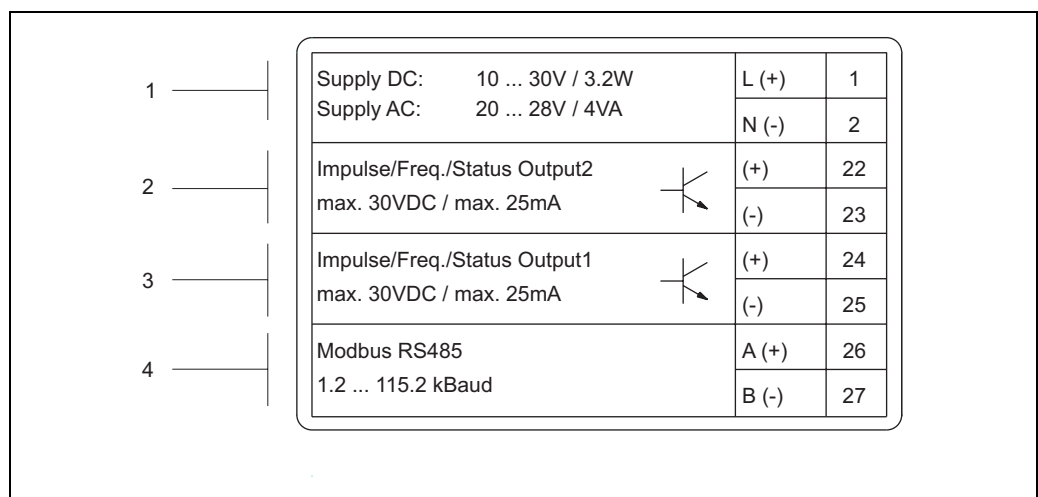 1
Supply DC: 10 ... 30V / 3.2W
L (+) 1
Supply AC: 20 ... 28V / 4VA
N (-) 2
2
Impulse/Freq./Status Output2
(+) 22
max. 30VDC / max. 25mA
(-) 23
3
Impulse/Freq./Status Output1
(+) 24
max. 30VDC / max. 25mA
(-) 25
4
Modbus RS485
A (+) 26
1.2 ... 115.2 kBaud
B (-) 27